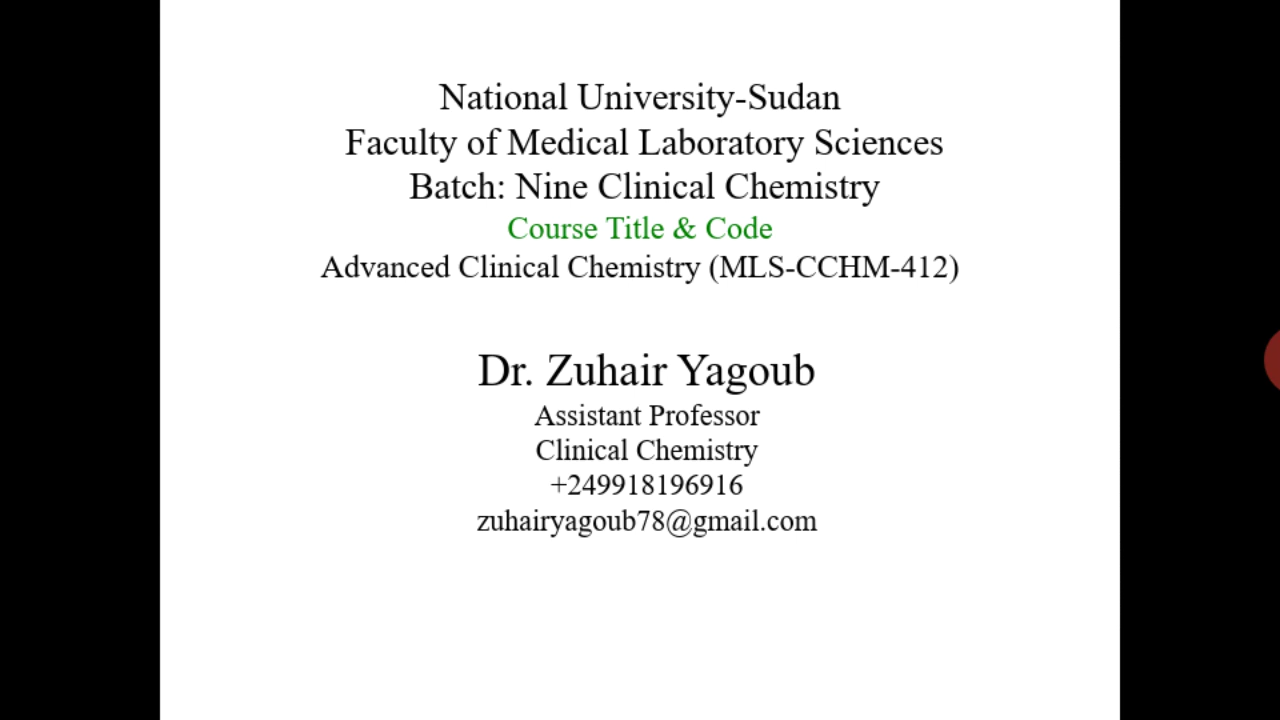 National University-Sudan
Faculty of Medical Laboratory Sciences
Batch: Nine Clinical Chemistry
Course Title & Code
Advanced Clinical Chemistry (MLS-CCHM-412)
Dr. Zuhair Yagoub
Assistant Professor
Clinical Chemistry
+249918196916
zuhairyagoub78@gmail.com